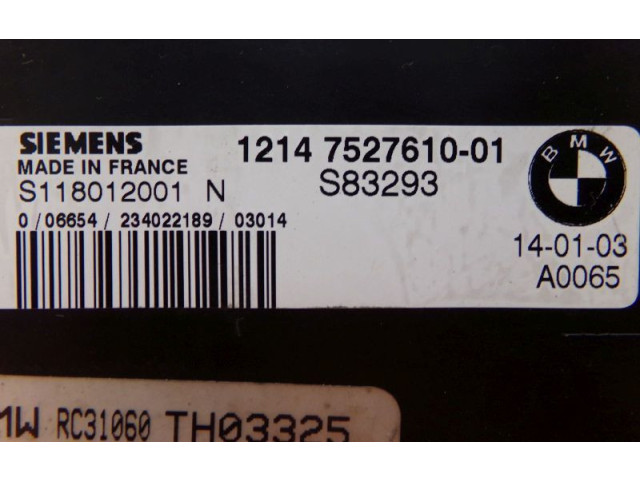 SIEMENS
MADE IN FRANCE
S118012001 N
0/06654/234022189/03014
1214 7527610-01
S83293
BMW
14-01-03
A0065
MW RC31060 TH03325